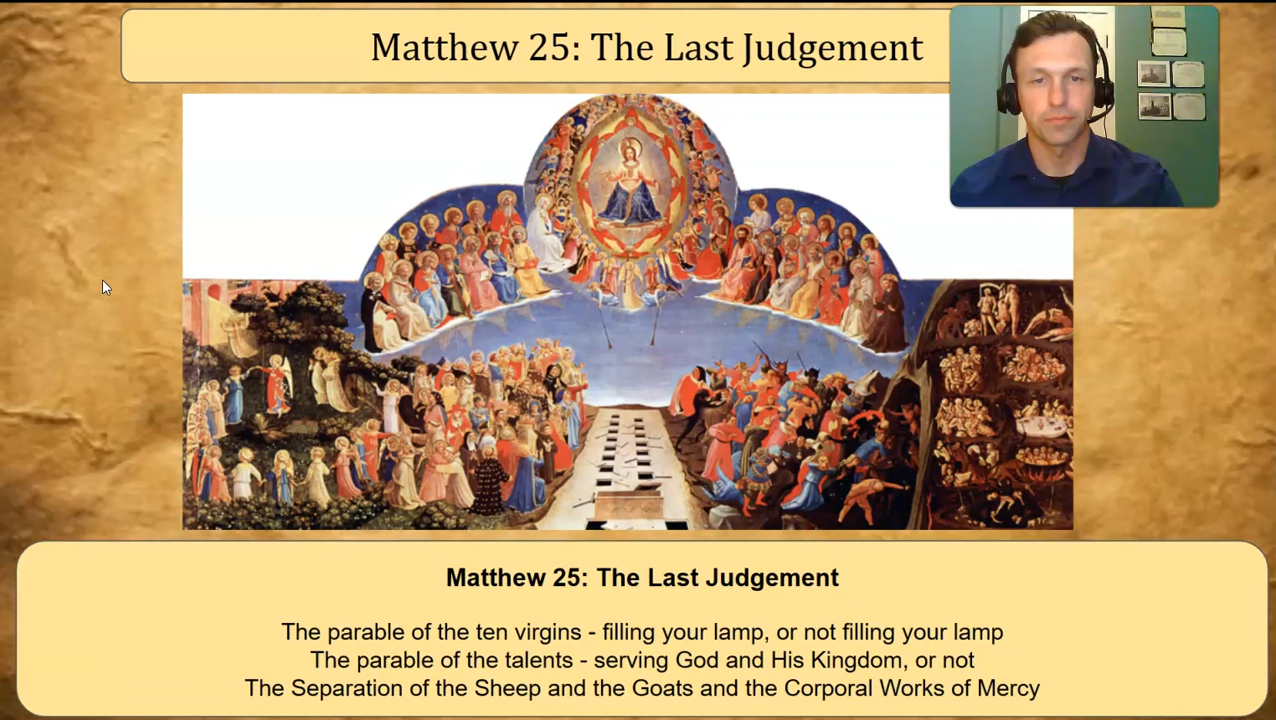 Matthew 25: The Last Judgement
Matthew 25: The Last Judgement
The parable of the ten virgins - filling your lamp, or not filling your lamp
The parable of the talents - serving God and His Kingdom, or not
The Separation of the Sheep and the Goats and the Corporal Works of Mercy